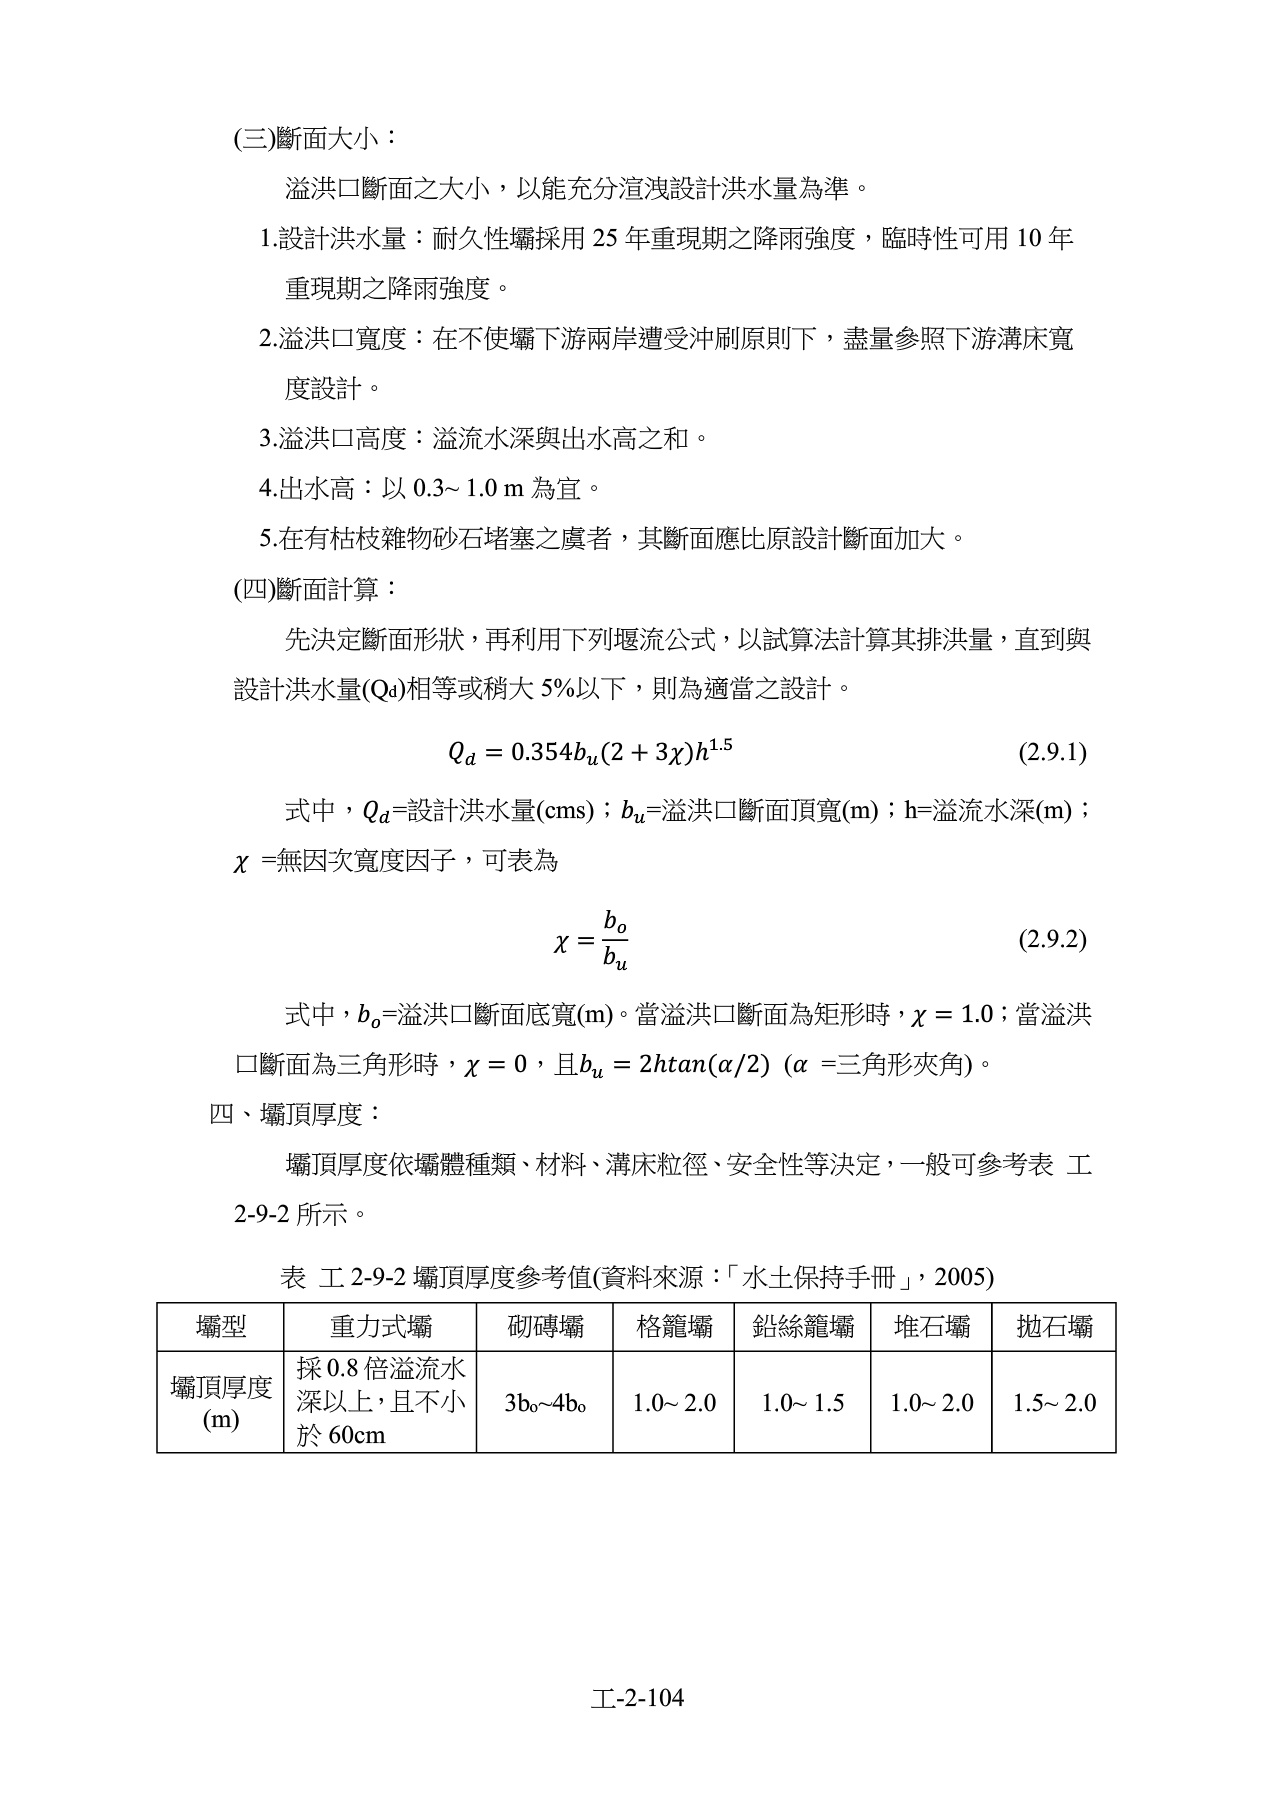 (三)斷面大小：
溢洪口斷面之大小，以能充分渲洩設計洪水量為準。
1.設計洪水量：耐久性壩採用 25 年重現期之降雨強度，臨時性可用 10 年
重現期之降雨強度。
2.溢洪口寬度：在不使壩下游兩岸遭受沖刷原則下，盡量參照下游溝床寬
度設計。
3.溢洪口高度：溢流水深與出水高之和。
4.出水高：以 0.3~ 1.0 m 為宜。
5.在有枯枝雜物砂石堵塞之虞者，其斷面應比原設計斷面加大。
(四)斷面計算：
先決定斷面形狀，再利用下列堰流公式，以試算法計算其排洪量，直到與
設計洪水量(Qd)相等或稍大 5%以下，則為適當之設計。
Q_d = 0.354b_u(2 + 3χ)h^1.5 (2.9.1)
式中，Q_d=設計洪水量(cms)；b_u=溢洪口斷面頂寬(m)；h=溢流水深(m)；
χ =無因次寬度因子，可表為
χ = b_o/b_u (2.9.2)
式中，b_o=溢洪口斷面底寬(m)。當溢洪口斷面為矩形時，χ = 1.0；當溢洪
口斷面為三角形時，χ = 0，且b_u = 2htan(α/2) (α =三角形夾角)。
四、壩頂厚度：
壩頂厚度依壩體種類、材料、溝床粒徑、安全性等決定，一般可參考表 工
2-9-2 所示。
表 工 2-9-2 壩頂厚度參考值(資料來源：「水土保持手冊」，2005)
壩型 重力式壩 砌磚壩 格籠壩 鉛絲籠壩 堆石壩 拋石壩
壩頂厚度
(m)
採 0.8 倍溢流水
深以上，且不小
於 60cm
3bo~4bo 1.0~ 2.0 1.0~ 1.5 1.0~ 2.0 1.5~ 2.0
工-2-104